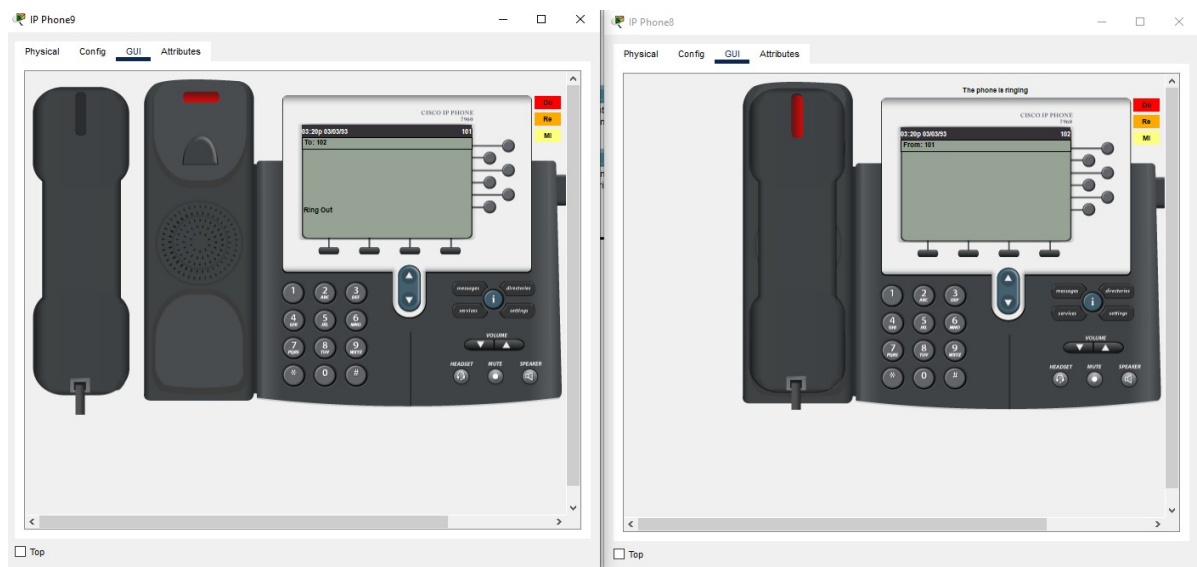 IP Phone9
Physical Config GUI Attributes
CISCO IP PHONE
7960
03:20p 03/03/93 101
To: 102
Ring Out
Do
Re
MI
1 2 ABC 3 DEF
4 GHI 5 JKL 6 MNO
7 PQRS 8 TUV 9 WXYZ
* 0 #
messages directories
i
services settings
VOLUME
HEADSET MUTE SPEAKER
Top
IP Phone8
Physical Config GUI Attributes
The phone is ringing
CISCO IP PHONE
7960
03:20p 03/03/93 102
From: 101
Do
Re
MI
1 2 ABC 3 DEF
4 GHI 5 JKL 6 MNO
7 PQRS 8 TUV 9 WXYZ
* 0 #
messages directories
i
services settings
VOLUME
HEADSET MUTE SPEAKER
Top